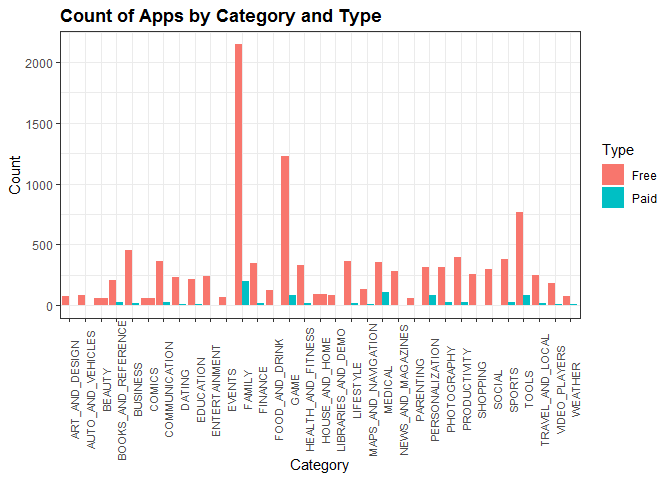 Count of Apps by Category and Type
2000
1500
1000
500
0
Count
ART_AND_DESIGN
AUTO_AND_VEHICLES
BEAUTY
BOOKS_AND_REFERENCE
BUSINESS
COMICS
COMMUNICATION
DATING
EDUCATION
ENTERTAINMENT
EVENTS
FAMILY
FINANCE
FOOD_AND_DRINK
GAME
HEALTH_AND_FITNESS
HOUSE_AND_HOME
LIBRARIES_AND_DEMO
LIFESTYLE
MAPS_AND_NAVIGATION
MEDICAL
NEWS_AND_MAGAZINES
PARENTING
PERSONALIZATION
PHOTOGRAPHY
PRODUCTIVITY
SHOPPING
SOCIAL
SPORTS
TOOLS
TRAVEL_AND_LOCAL
VIDEO_PLAYERS
WEATHER
Category
Type
Free
Paid